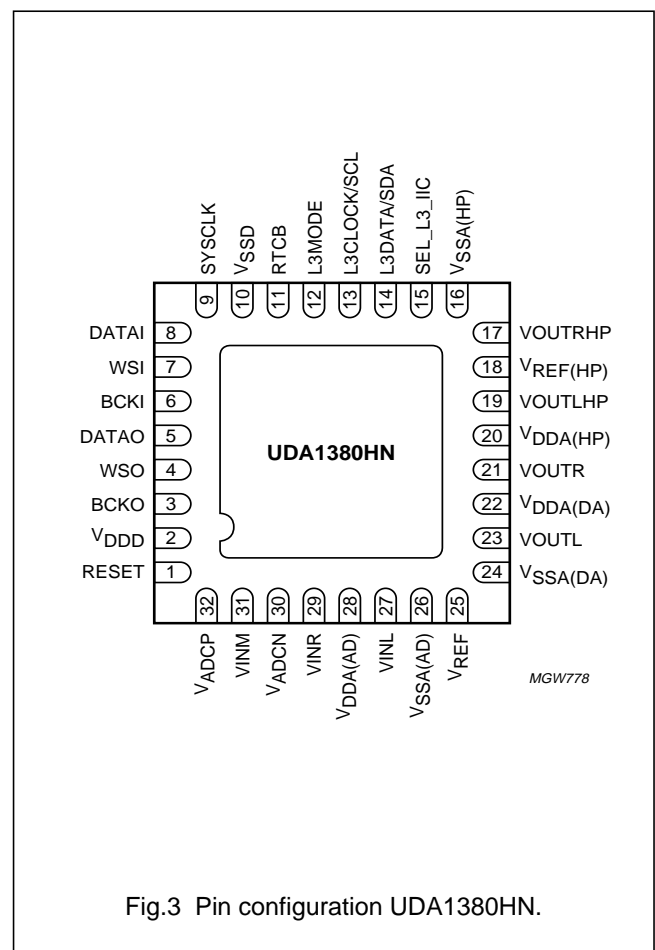 SYSCLK
VSSD
RTCB
L3MODE
L3CLOCK/SCL
L3DATA/SDA
SEL_L3_IIC
VSSA(HP)
9
10
11
12
13
14
15
16
DATAI 8
WSI 7
BCKI 6
DATAO 5
WSO 4
BCKO 3
VDDD 2
RESET 1
UDA1380HN
17 VOUTRHP
18 VREF(HP)
19 VOUTLHP
20 VDDA(HP)
21 VOUTR
22 VDDA(DA)
23 VOUTL
24 VSSA(DA)
32
31
30
29
28
27
26
25
VADCP
VINM
VADCN
VINR
VDDA(AD)
VINL
VSSA(AD)
VREF
MGW778
Fig.3 Pin configuration UDA1380HN.